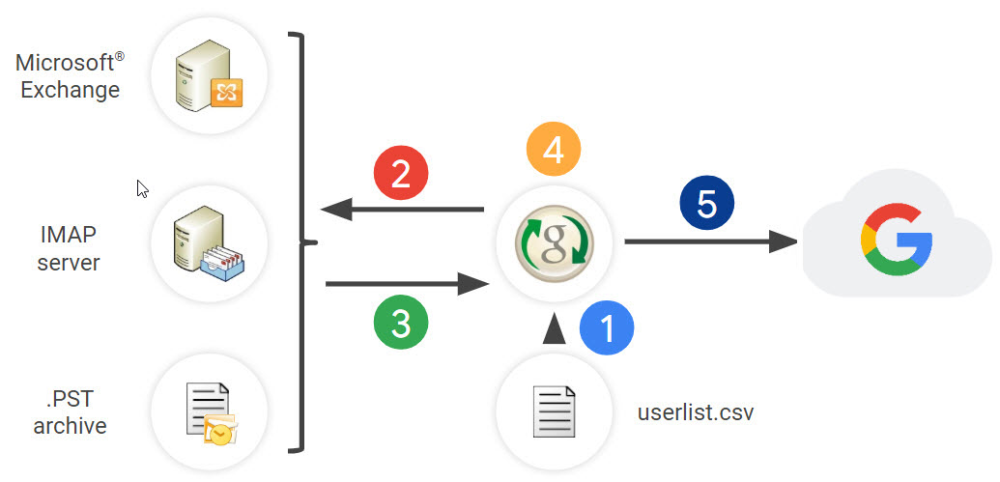 Microsoft®
Exchange
IMAP
server
.PST
archive
2
3
4
g
1
userlist.csv
5
G